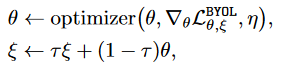 θ ← optimizer(θ, ∇_θ ℒ^BYOL_θ,ξ, η),
ξ ← τξ + (1 − τ)θ,